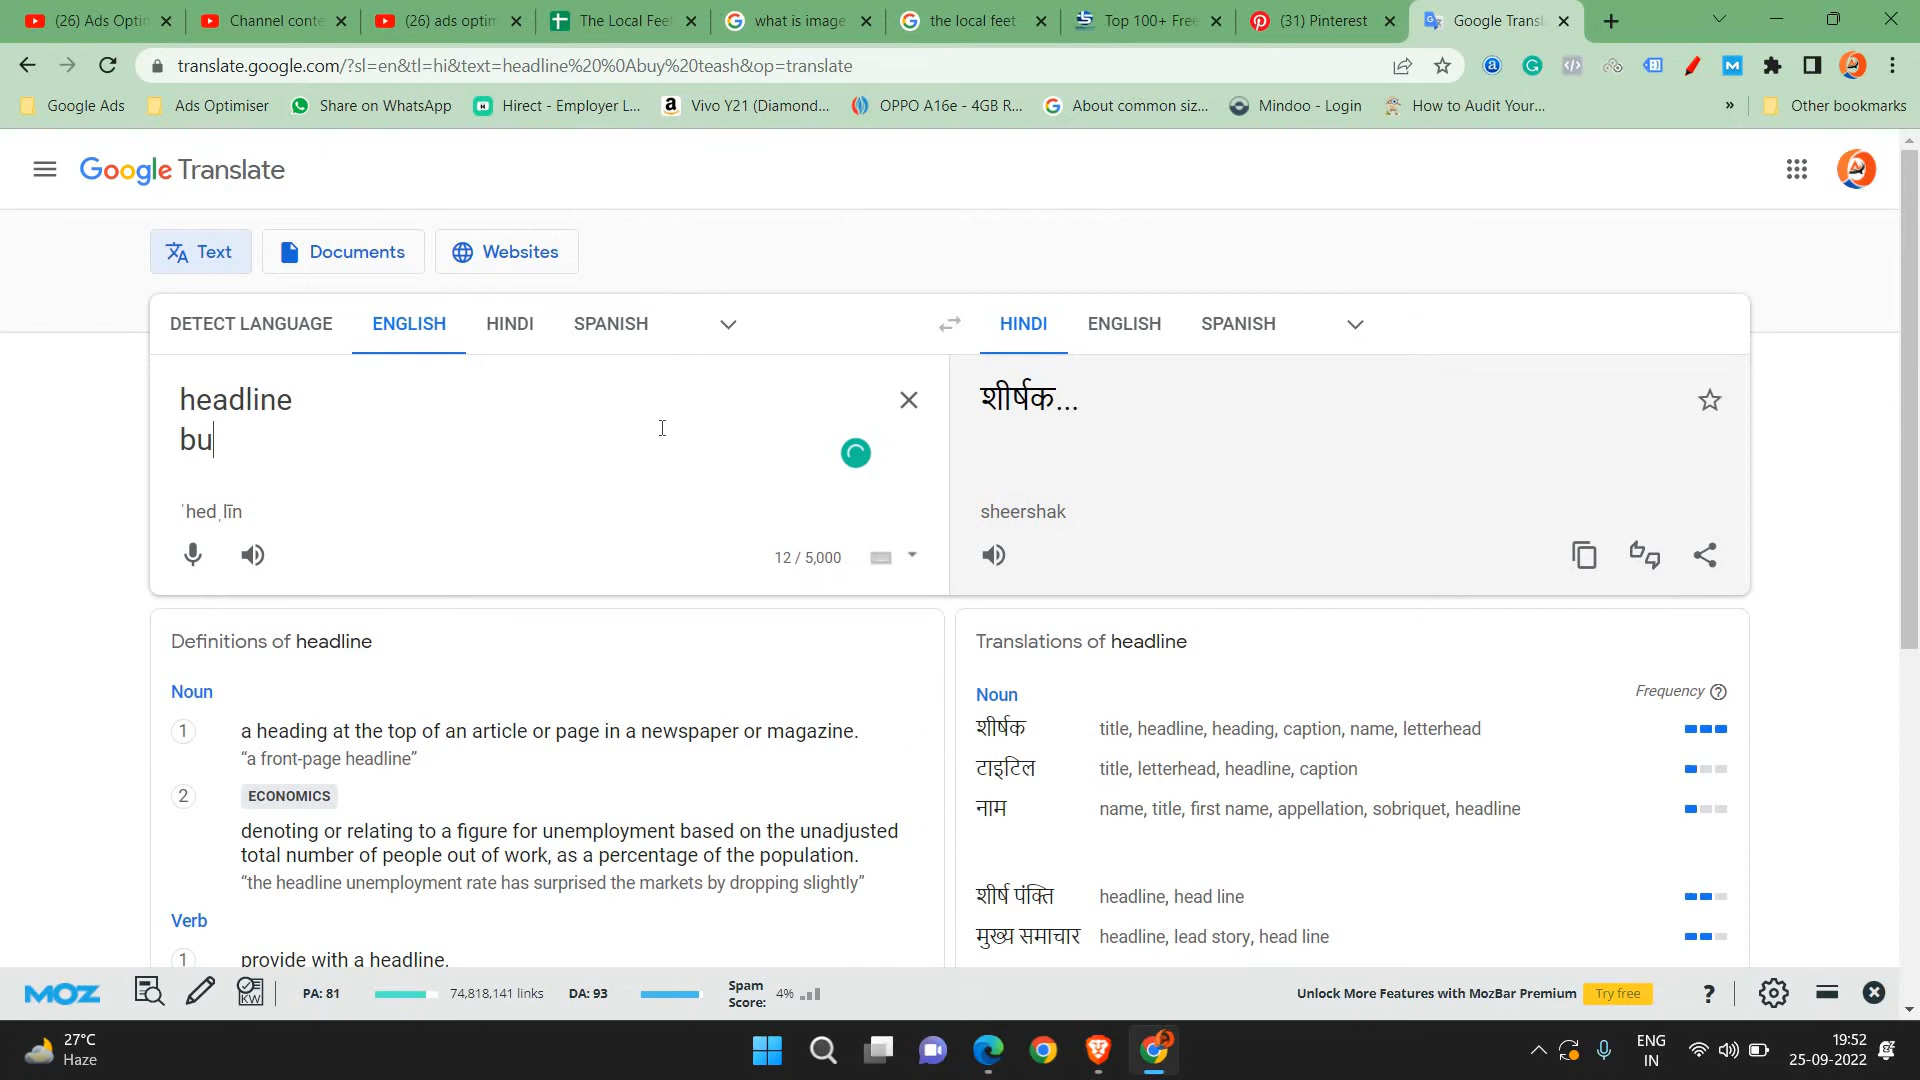 (26) Ads Optin
Channel conte
(26) ads optim
The Local Fee
what is image
the local feet
Top 100+ Free
(31) Pinterest
Google Transl
translate.google.com/?sl=en&tl=hi&text=headline%20%0Abuy%20teash&op=translate
Google Ads
Ads Optimiser
Share on WhatsApp
Hirect - Employer L...
Vivo Y21 (Diamond...
OPPO A16e - 4GB R...
About common siz...
Mindoo - Login
How to Audit Your...
»
Other bookmarks
Google Translate
Text
Documents
Websites
DETECT LANGUAGE
ENGLISH
HINDI
SPANISH
HINDI
ENGLISH
SPANISH
headline
bu
ˈhedˌlīn
12 / 5,000
शीर्षक...
sheershak
Definitions of headline
Noun
1
a heading at the top of an article or page in a newspaper or magazine.
“a front-page headline”
2
ECONOMICS
denoting or relating to a figure for unemployment based on the unadjusted
total number of people out of work, as a percentage of the population.
“the headline unemployment rate has surprised the markets by dropping slightly”
Verb
1
provide with a headline.
Translations of headline
Noun
Frequency
शीर्षक title, headline, heading, caption, name, letterhead
टाइटिल title, letterhead, headline, caption
नाम name, title, first name, appellation, sobriquet, headline
शीर्ष पंक्ति headline, head line
मुख्य समाचार headline, lead story, head line
MOZ
KW
PA: 81
74,818,141 links
DA: 93
Spam
Score: 4%
Unlock More Features with MozBar Premium
Try free
?
27°C
Haze
ENG
IN
19:52
25-09-2022